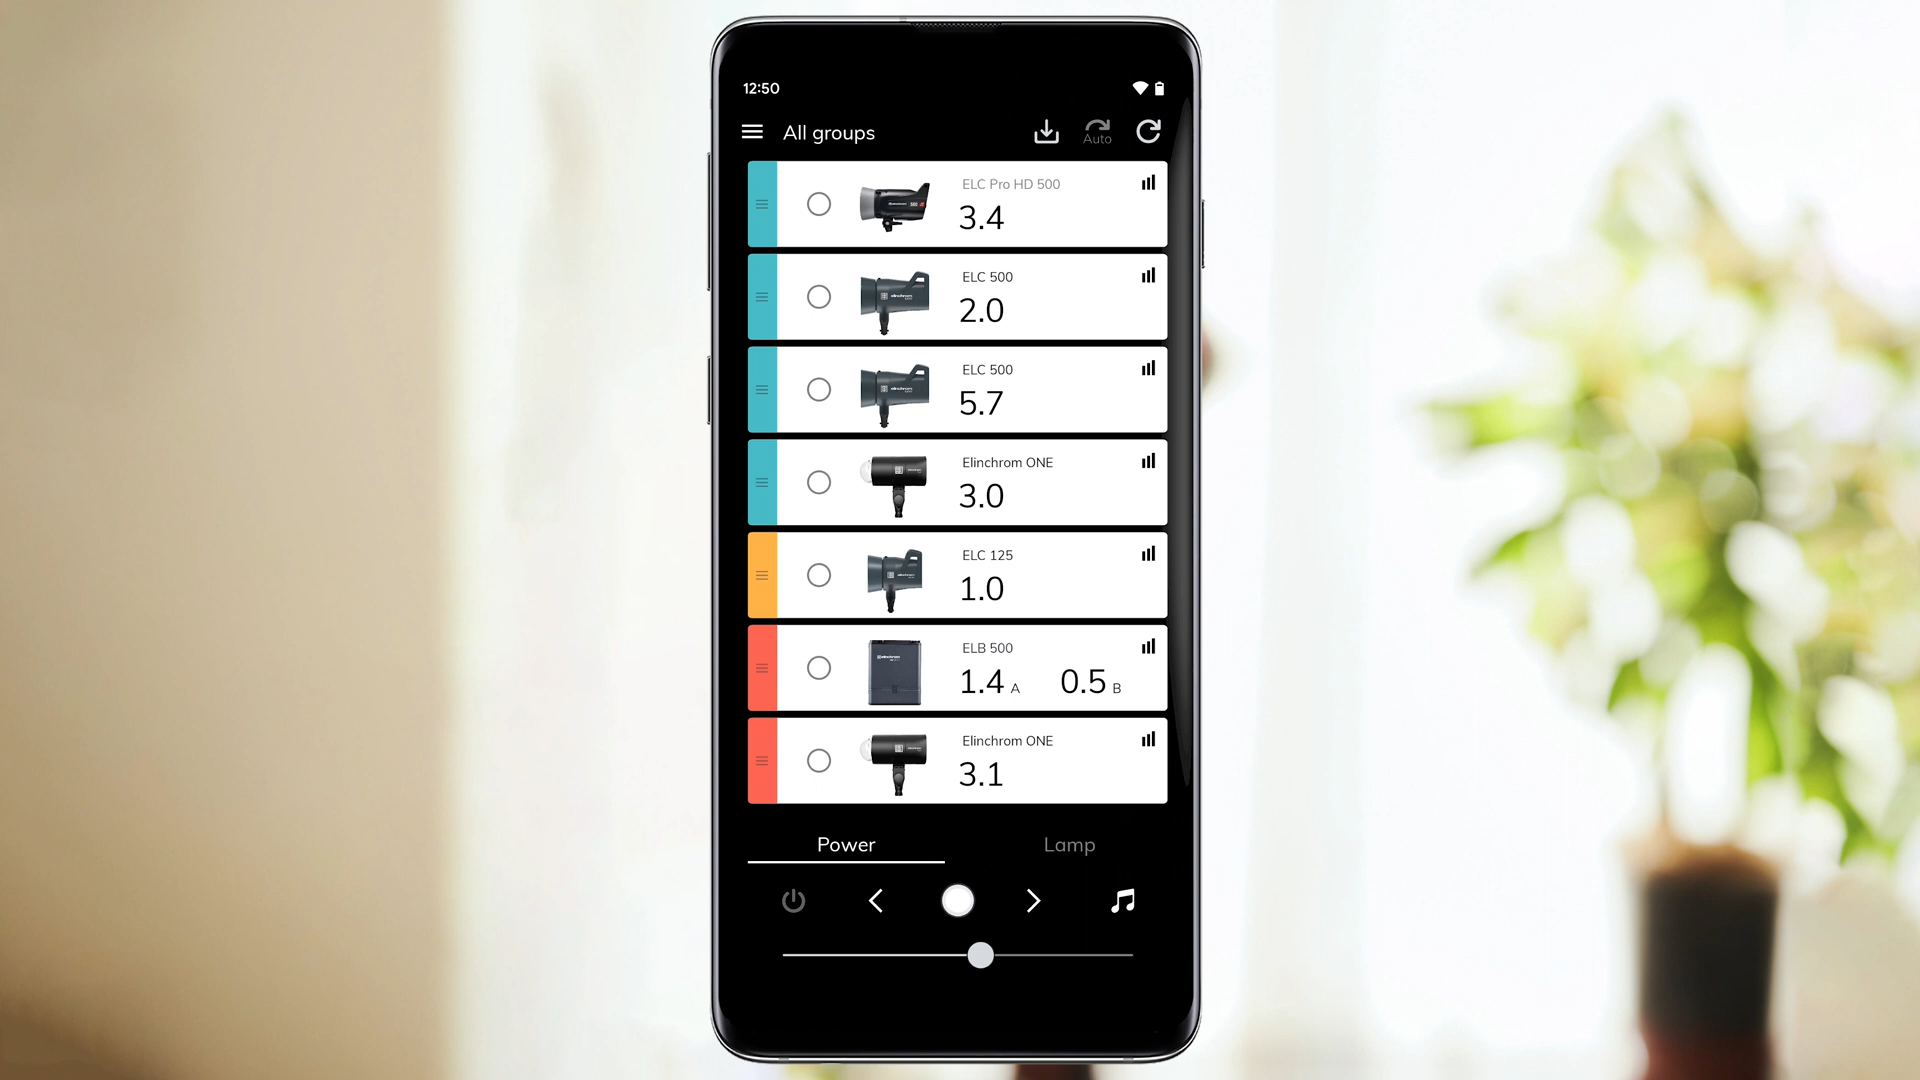 12:50
All groups
Auto
ELC Pro HD 500
3.4
ELC 500
2.0
ELC 500
5.7
Elinchrom ONE
3.0
ELC 125
1.0
ELB 500
1.4 A 0.5 B
Elinchrom ONE
3.1
Power Lamp